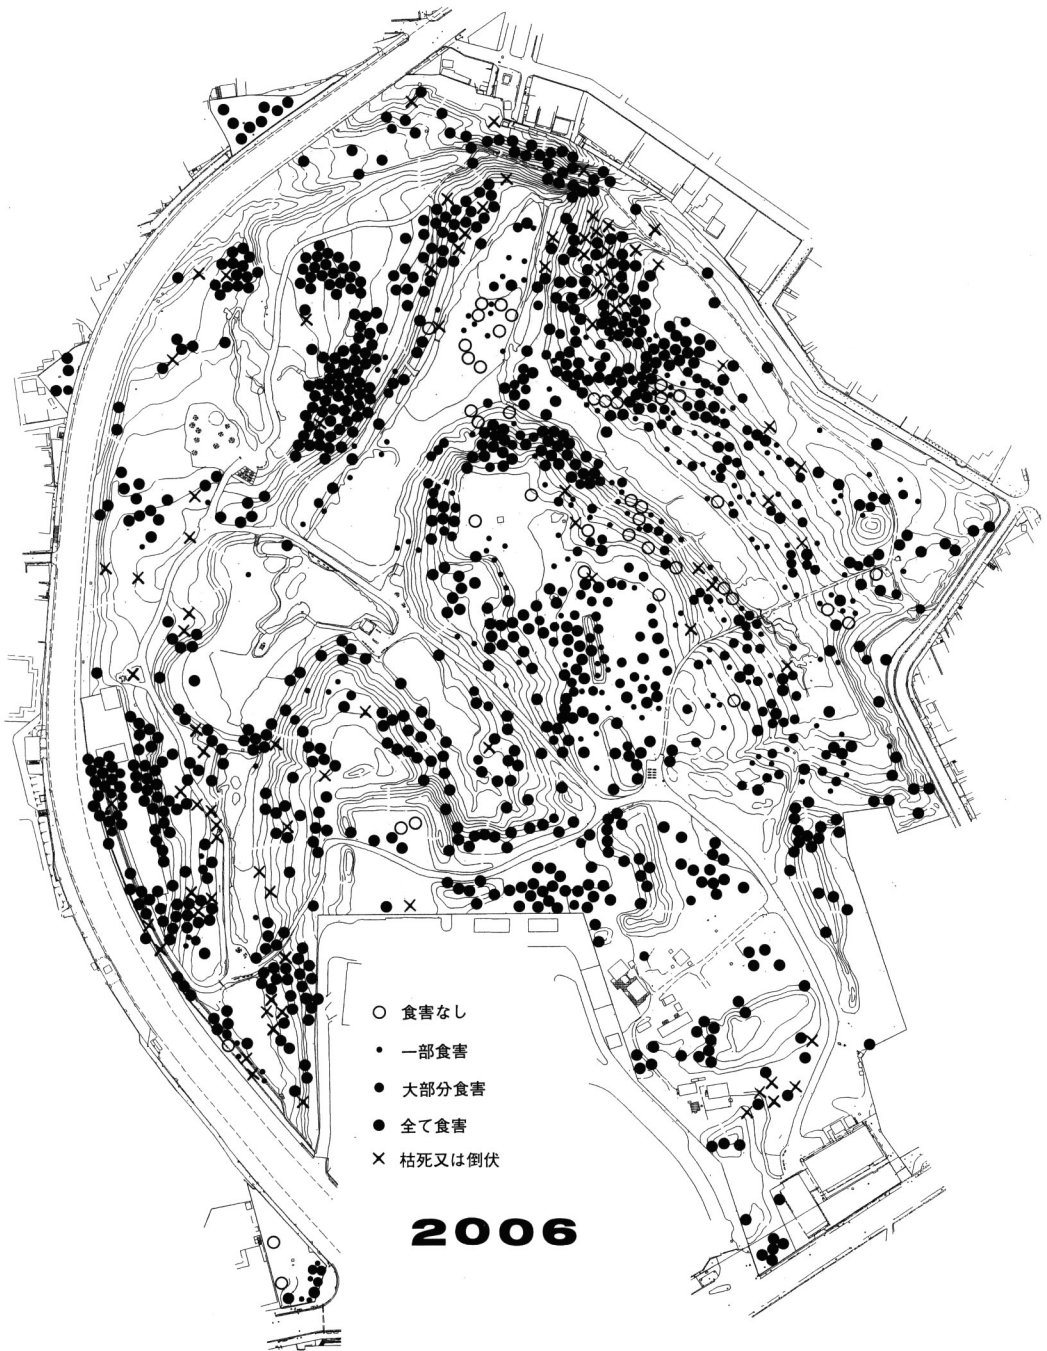 ○ 食害なし
• 一部食害
● 大部分食害
● 全て食害
× 枯死又は倒伏
2006